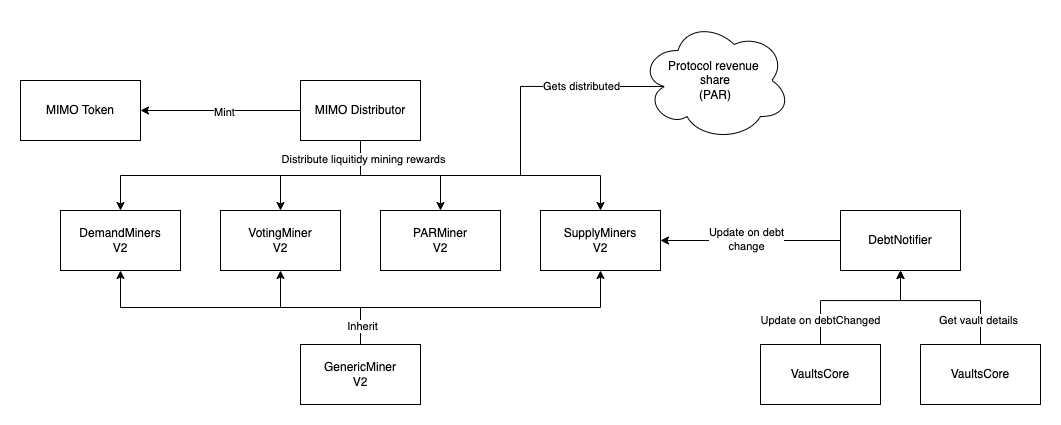 Protocol revenue
share
(PAR)
Gets distributed
MIMO Token
Mint
MIMO Distributor
Distribute liquitidy mining rewards
DemandMiners
V2
VotingMiner
V2
PARMiner
V2
SupplyMiners
V2
Update on debt
change
DebtNotifier
Inherit
Update on debtChanged
Get vault details
GenericMiner
V2
VaultsCore
VaultsCore